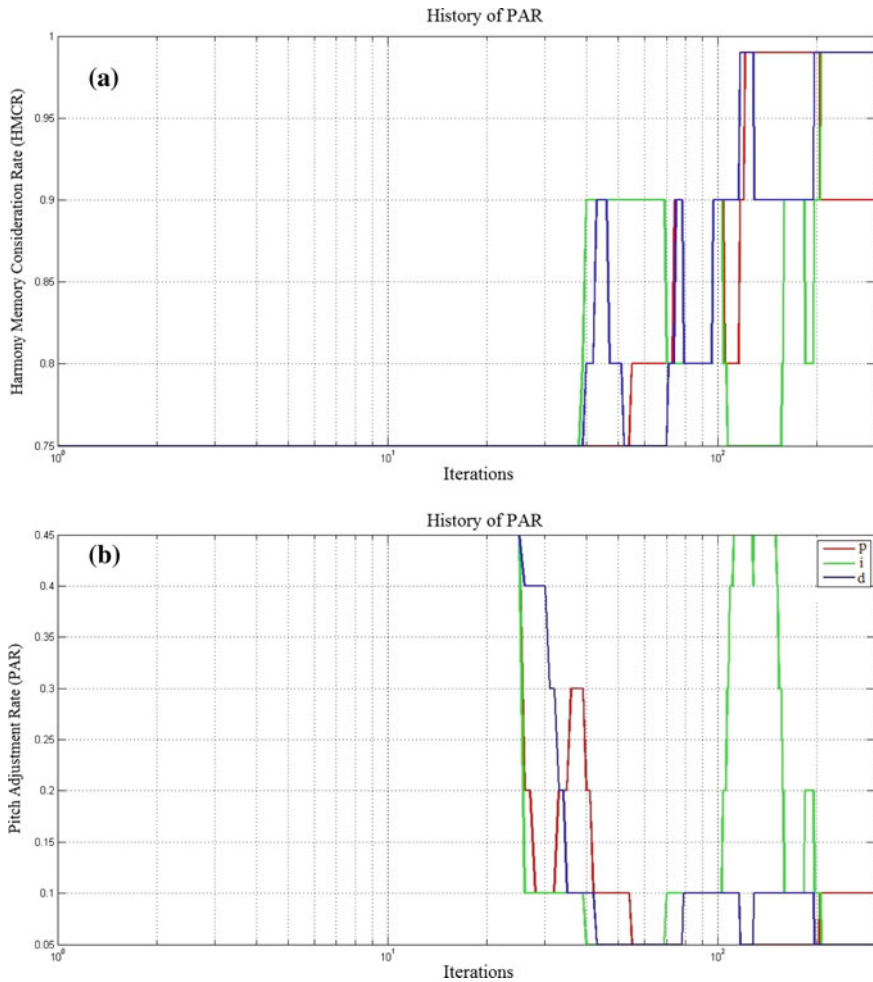 History of PAR
(a)
Harmony Memory Consideration Rate (HMCR)
1
0.95
0.9
0.85
0.8
0.75
10⁰
10¹
10²
Iterations
History of PAR
(b)
p
i
d
Pitch Adjustment Rate (PAR)
0.45
0.4
0.35
0.3
0.25
0.2
0.15
0.1
0.05
10⁰
10¹
10²
Iterations